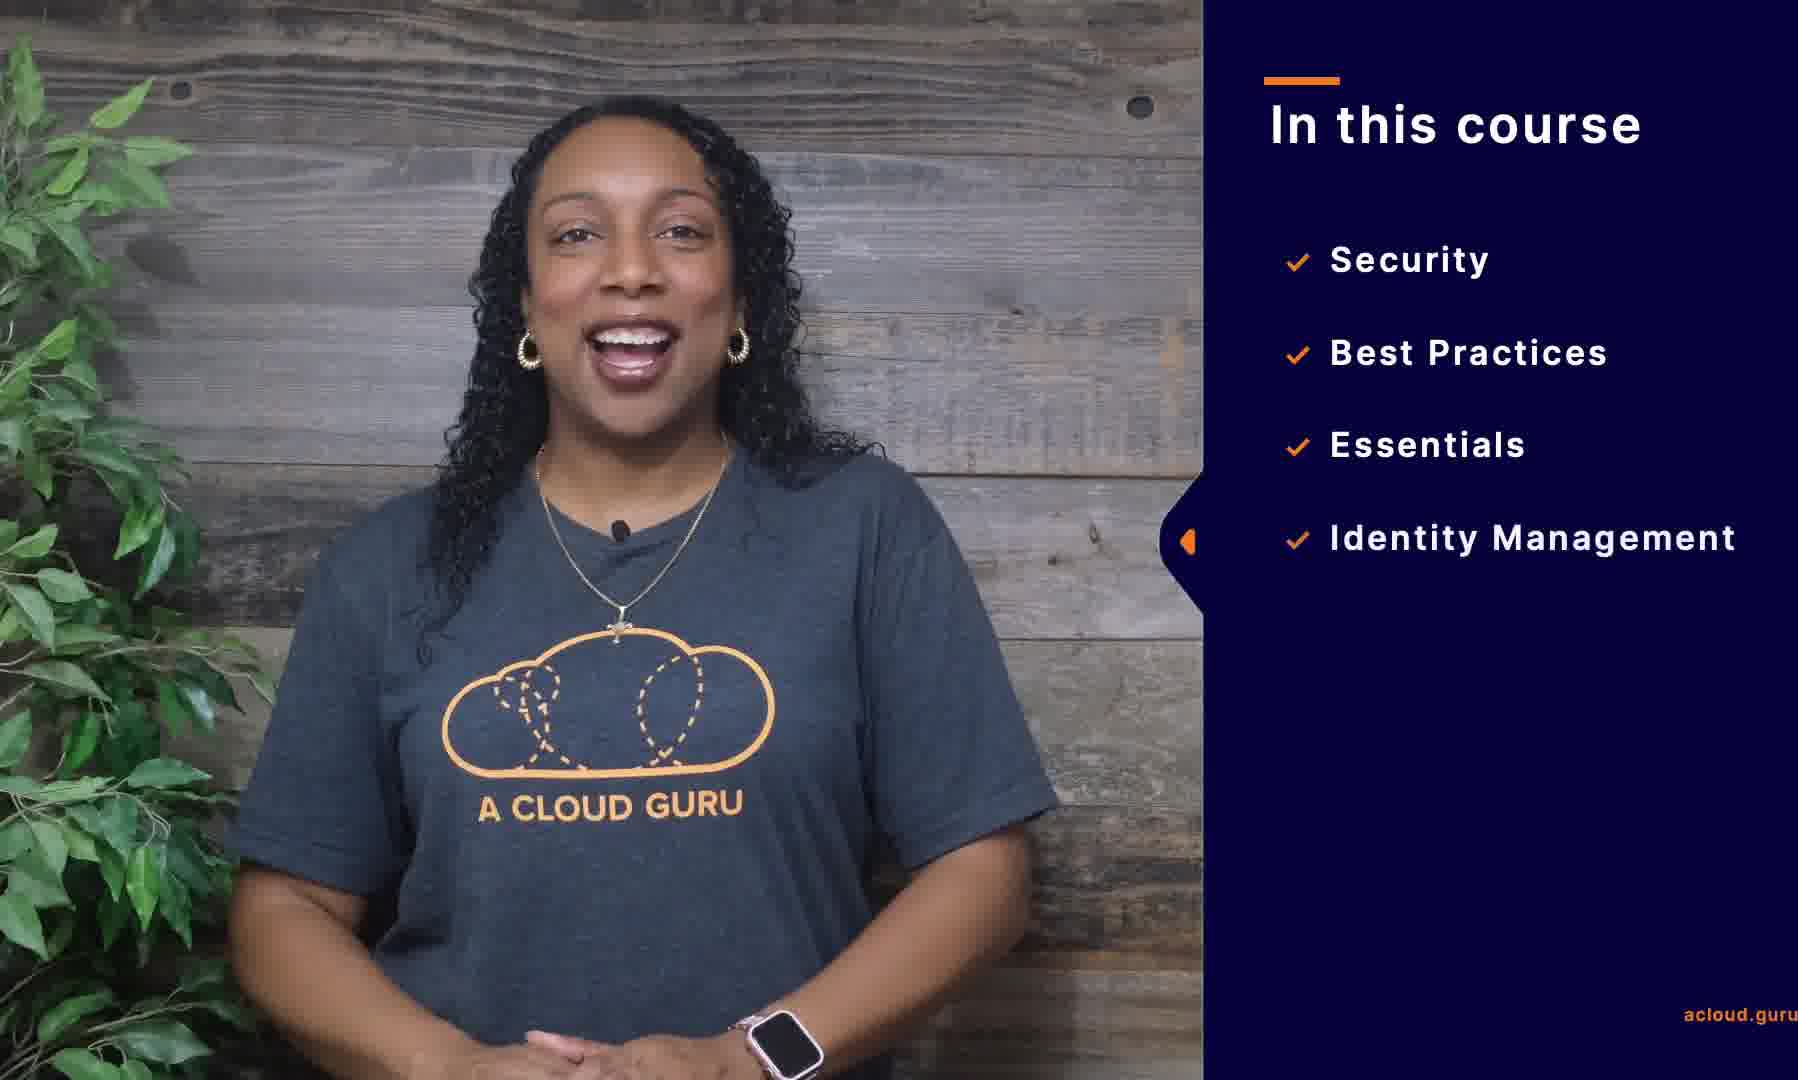 In this course
Security
Best Practices
Essentials
Identity Management
A CLOUD GURU
acloud.guru